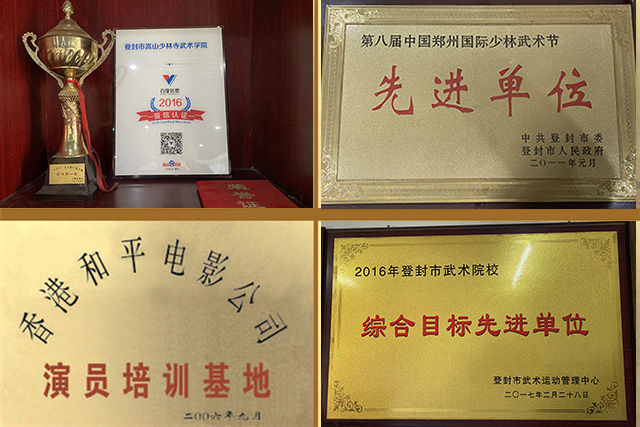 登封市嵩山少林寺武术学院
百度信誉
2016
资信认证
荣誉证
第八届中国郑州国际少林武术节
先进单位
中共登封市委
登封市人民政府
二〇一一年元月
香港和平电影公司
演员培训基地
二00六年九月
2016年登封市武术院校
综合目标先进单位
登封市武术运动管理中心
二〇一七年二月二十八日